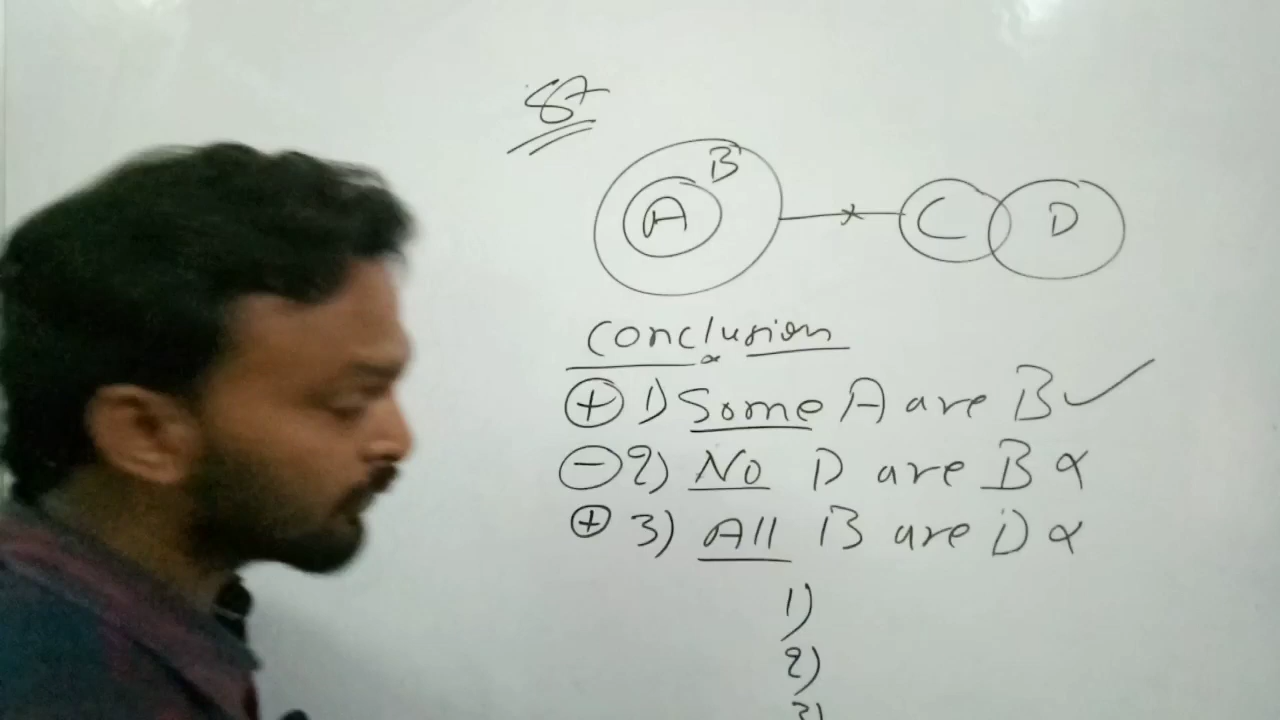 B
A
C
D
Conclusion
+ 1) Some A are B ✓
- 2) No D are B ×
+ 3) All B are D ×
1)
2)
3)